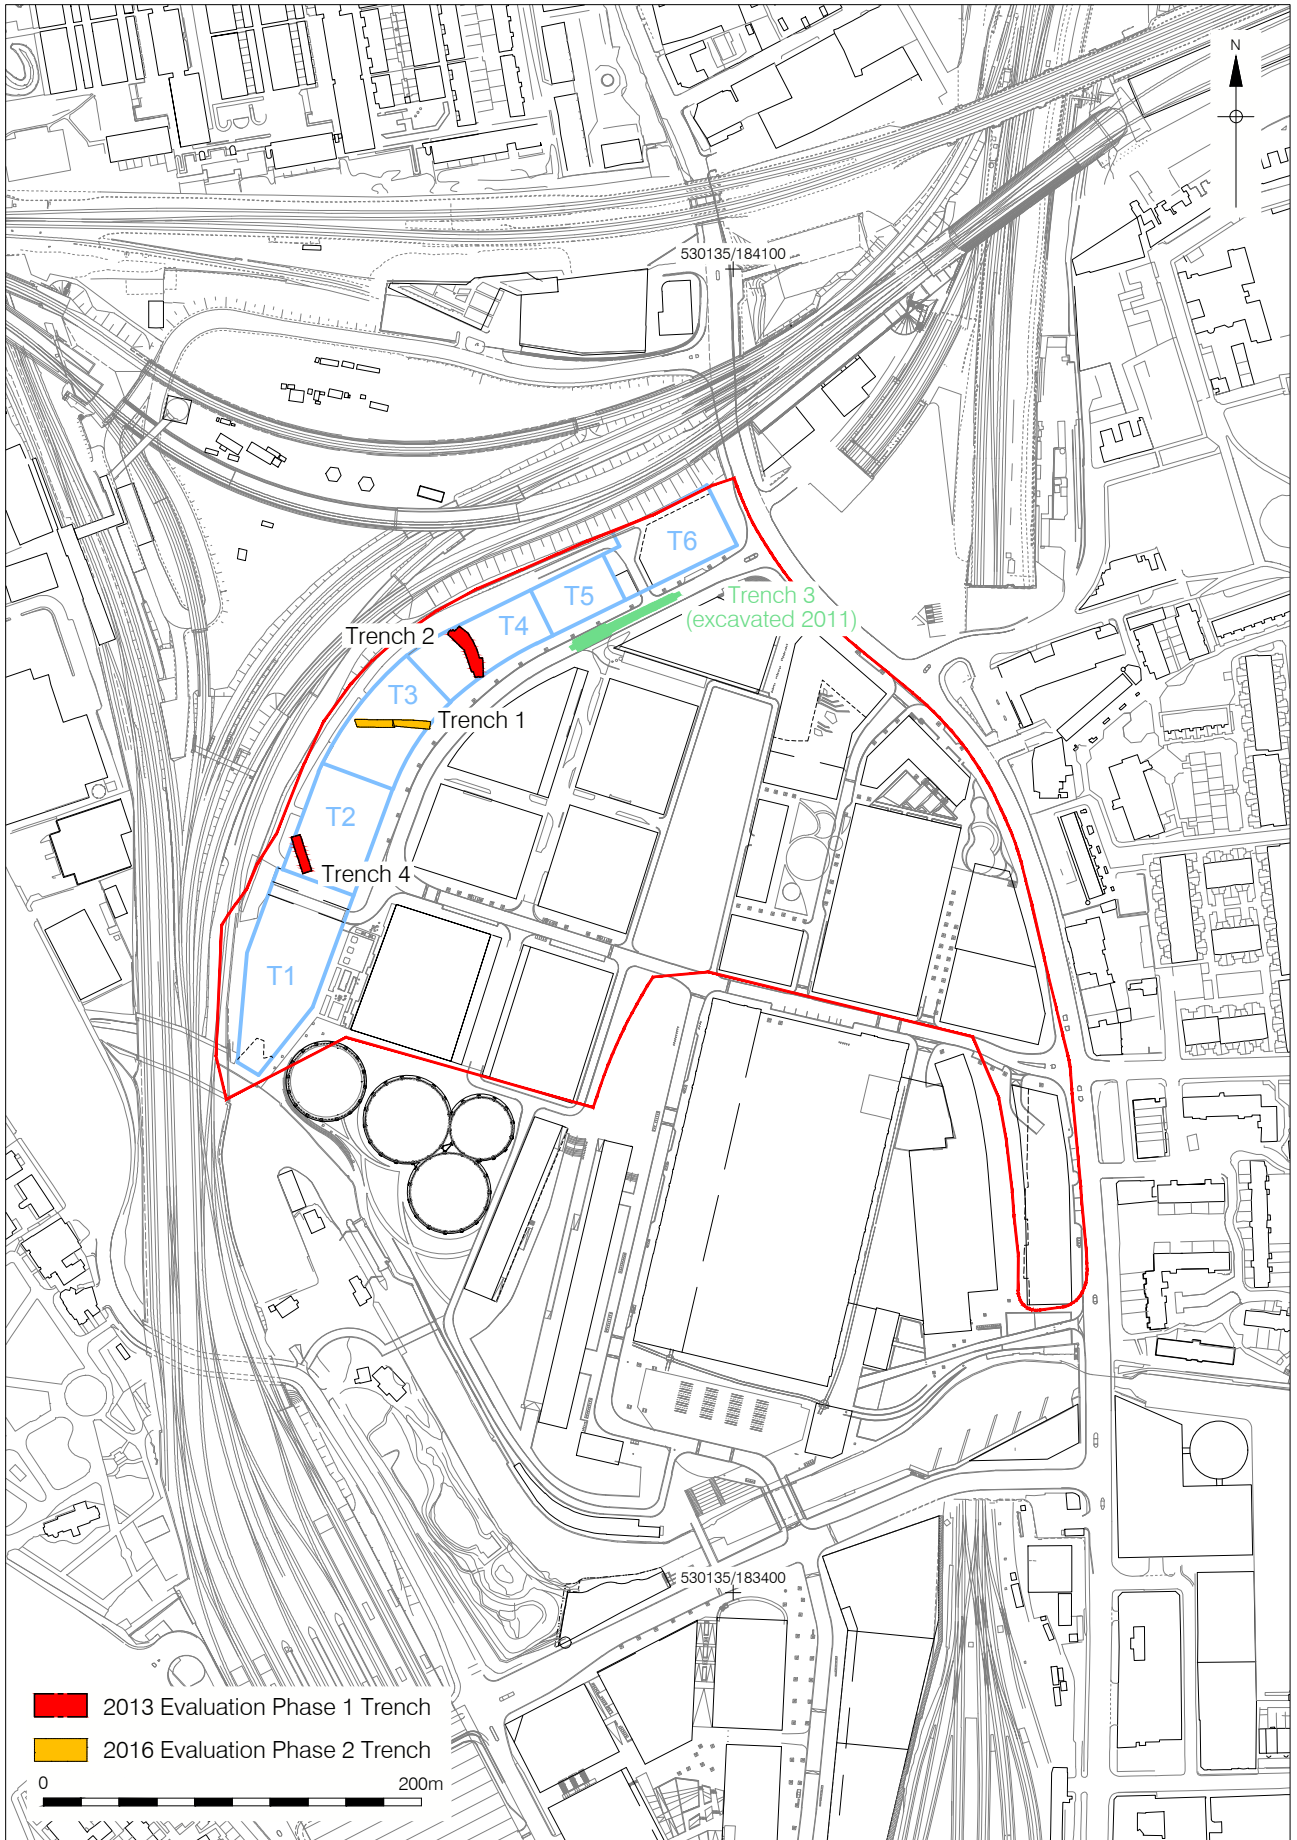 N
530135/184100
T6
T5
Trench 3
(excavated 2011)
T4
Trench 2
T3
Trench 1
T2
Trench 4
T1
530135/183400
2013 Evaluation Phase 1 Trench
2016 Evaluation Phase 2 Trench
0 200m